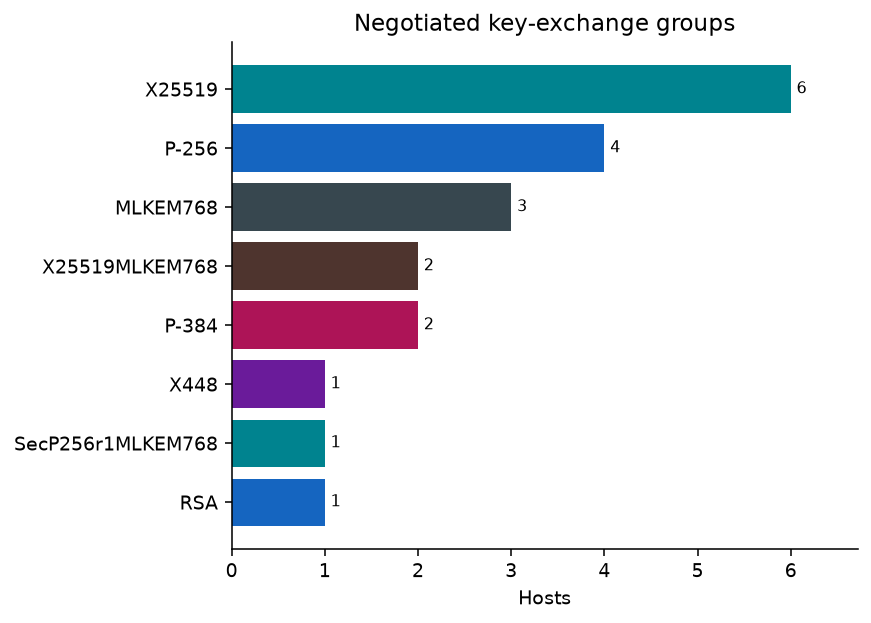 Negotiated key-exchange groups
X25519 6
P-256 4
MLKEM768 3
X25519MLKEM768 2
P-384 2
X448 1
SecP256r1MLKEM768 1
RSA 1
0 1 2 3 4 5 6
Hosts